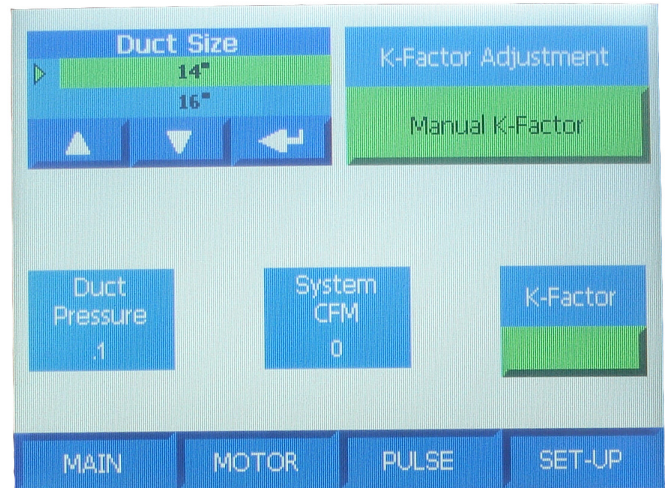 Duct Size
14"
16"
K-Factor Adjustment
Manual K-Factor
Duct
Pressure
.1
System
CFM
0
K-Factor
MAIN
MOTOR
PULSE
SET-UP